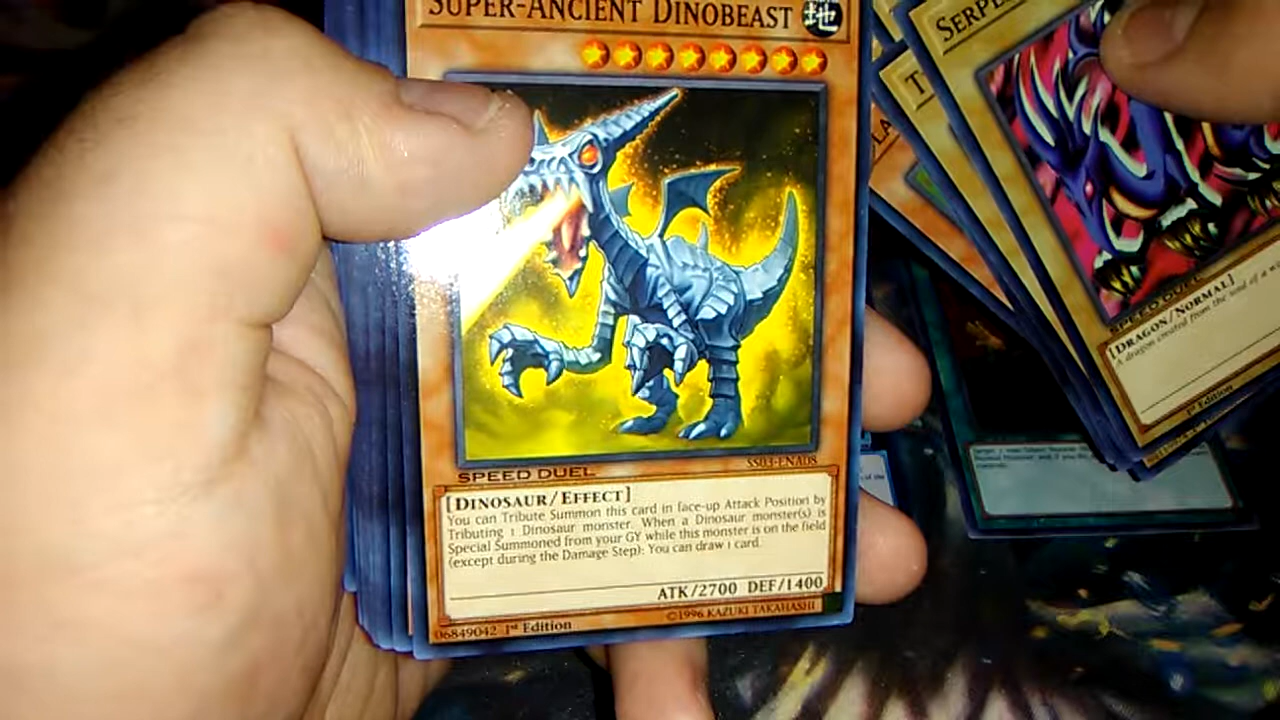 SUPER-ANCIENT DINOBEAST
地
SPEED DUEL
SS03-ENA08
[DINOSAUR/EFFECT]
You can Tribute Summon this card in face-up Attack Position by
Tributing 1 Dinosaur monster. When a Dinosaur monster(s) is
Special Summoned from your GY while this monster is on the field
(except during the Damage Step): You can draw 1 card.
ATK/2700 DEF/1400
06849042 1st Edition
©1996 KAZUKI TAKAHASHI
SERPE
SPEED DUEL
[DRAGON/NORMAL]
A dragon created from the soul of a wi
1st Edition
T
LA